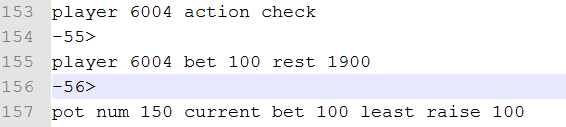 153 player 6004 action check
154 -55>
155 player 6004 bet 100 rest 1900
156 -56>
157 pot num 150 current bet 100 least raise 100